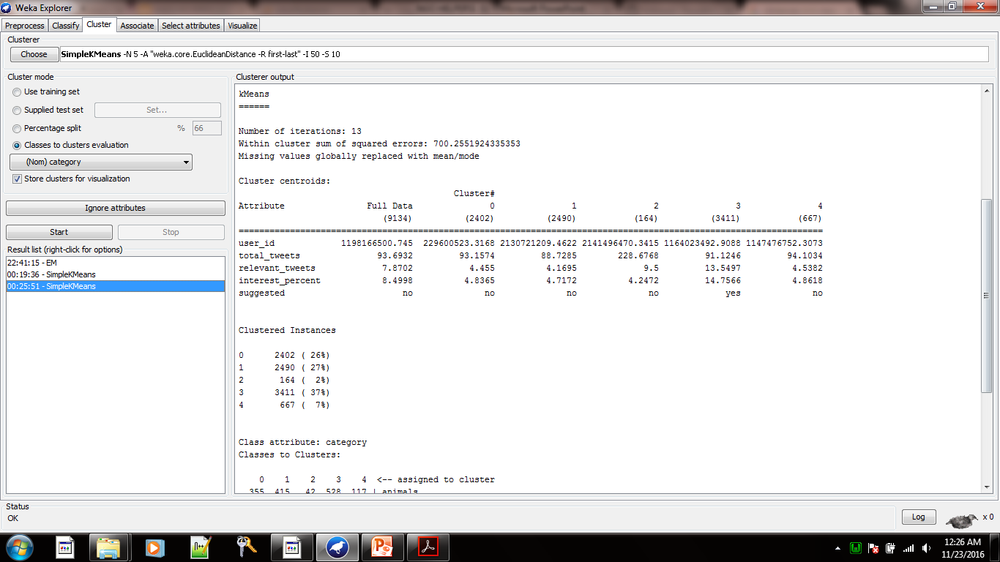 Weka Explorer
Preprocess Classify Cluster Associate Select attributes Visualize
Clusterer
Choose SimpleKMeans -N 5 -A "weka.core.EuclideanDistance -R first-last" -I 50 -S 10
Cluster mode
Use training set
Supplied test set Set...
Percentage split % 66
Classes to clusters evaluation
(Nom) category
Store clusters for visualization
Ignore attributes
Start Stop
Result list (right-click for options)
22:41:15 - EM
00:19:36 - SimpleKMeans
00:25:51 - SimpleKMeans
Clusterer output
kMeans
======
Number of iterations: 13
Within cluster sum of squared errors: 700.2551924335353
Missing values globally replaced with mean/mode
Cluster centroids:
Cluster#
Attribute Full Data 0 1 2 3 4
(9134) (2402) (2490) (164) (3411) (667)
==================================================================================================================
user_id 1198166500.745 229600523.3168 2130721209.4622 2141496470.3415 1164023492.9088 1147476752.3073
total_tweets 93.6932 93.1574 88.7285 228.6768 91.1246 94.1034
relevant_tweets 7.8702 4.455 4.1695 9.5 13.5497 4.5382
interest_percent 8.4998 4.8365 4.7172 4.2472 14.7566 4.8618
suggested no no no no yes no
Clustered Instances
0 2402 ( 26%)
1 2490 ( 27%)
2 164 ( 2%)
3 3411 ( 37%)
4 667 ( 7%)
Class attribute: category
Classes to Clusters:
0 1 2 3 4 <-- assigned to cluster
355 415 42 528 117 | animals
Status
OK
Log
x 0
12:26 AM
11/23/2016